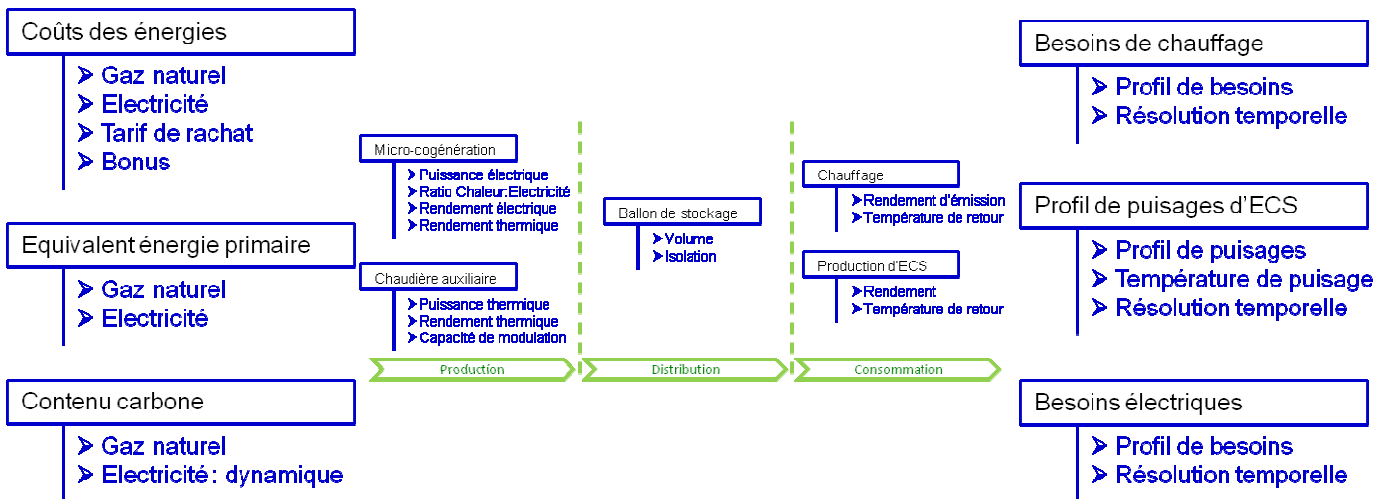 Coûts des énergies
➢ Gaz naturel
➢ Electricité
➢ Tarif de rachat
➢ Bonus
Equivalent énergie primaire
➢ Gaz naturel
➢ Electricité
Contenu carbone
➢ Gaz naturel
➢ Electricité : dynamique
Micro-cogénération
➢Puissance électrique
➢Ratio Chaleur:Electricité
➢Rendement électrique
➢Rendement thermique
Chaudière auxiliaire
➢Puissance thermique
➢Rendement thermique
➢Capacité de modulation
Production
Ballon de stockage
➢Volume
➢Isolation
Distribution
Chauffage
➢Rendement d'émission
➢Température de retour
Production d'ECS
➢Rendement
➢Température de retour
Consommation
Besoins de chauffage
➢ Profil de besoins
➢ Résolution temporelle
Profil de puisages d'ECS
➢ Profil de puisages
➢ Température de puisage
➢ Résolution temporelle
Besoins électriques
➢ Profil de besoins
➢ Résolution temporelle